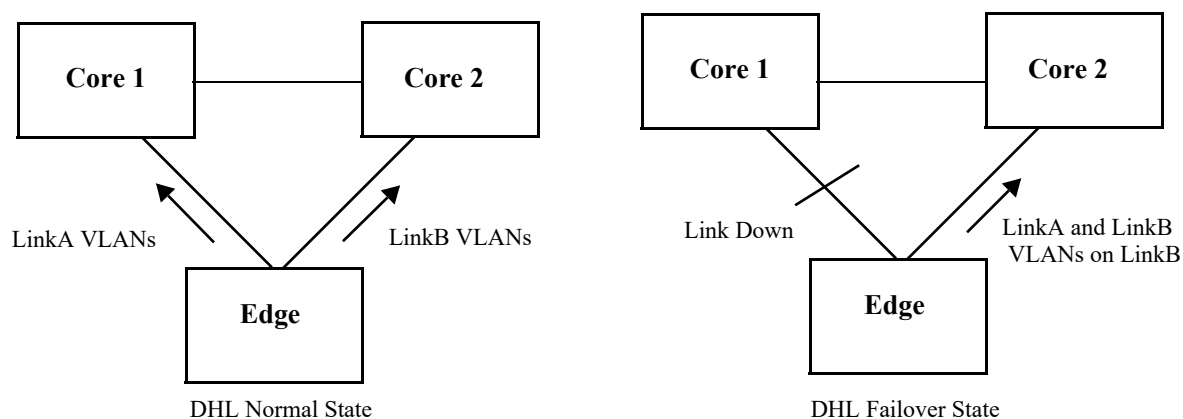 Core 1
Core 2
LinkA VLANs
LinkB VLANs
Edge
DHL Normal State
Core 1
Core 2
Link Down
LinkA and LinkB
VLANs on LinkB
Edge
DHL Failover State